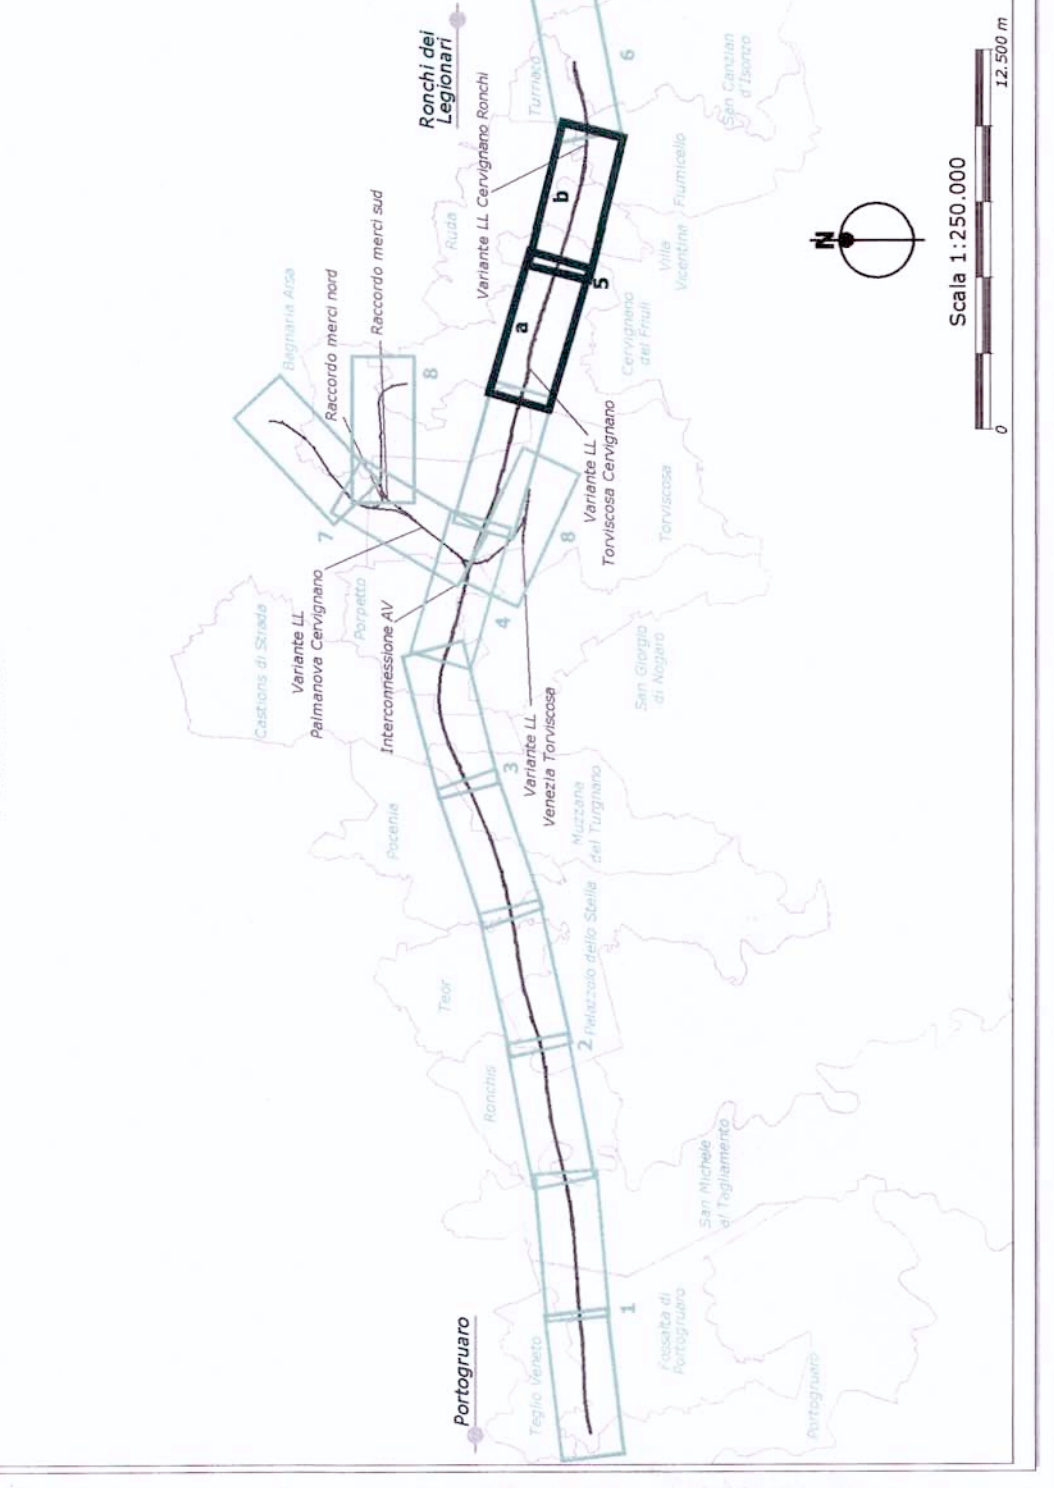 Portogruaro
Ronchi dei
Legionari
Teglio Veneto
Fossalta di
Portogruaro
Portogruaro
San Michele
al Tagliamento
Ronchis
Teor
Palazzolo dello Stella
Pocenia
Muzzana
del Turgnano
Castions di Strada
Porpetto
San Giorgio
di Nogaro
Torviscosa
Bagnaria Arsa
Cervignano
del Friuli
Ruda
Villa
Vicentina
Fiumicello
Turriaco
San Canzian
d'Isonzo
Variante LL
Palmanova Cervignano
Interconnessione AV
Raccordo merci nord
Raccordo merci sud
Variante LL Cervignano Ronchi
Variante LL
Venezia Torviscosa
Variante LL
Torviscosa Cervignano
1
2
3
4
5
6
7
8
8
a
b
N
Scala 1:250.000
0
12.500 m